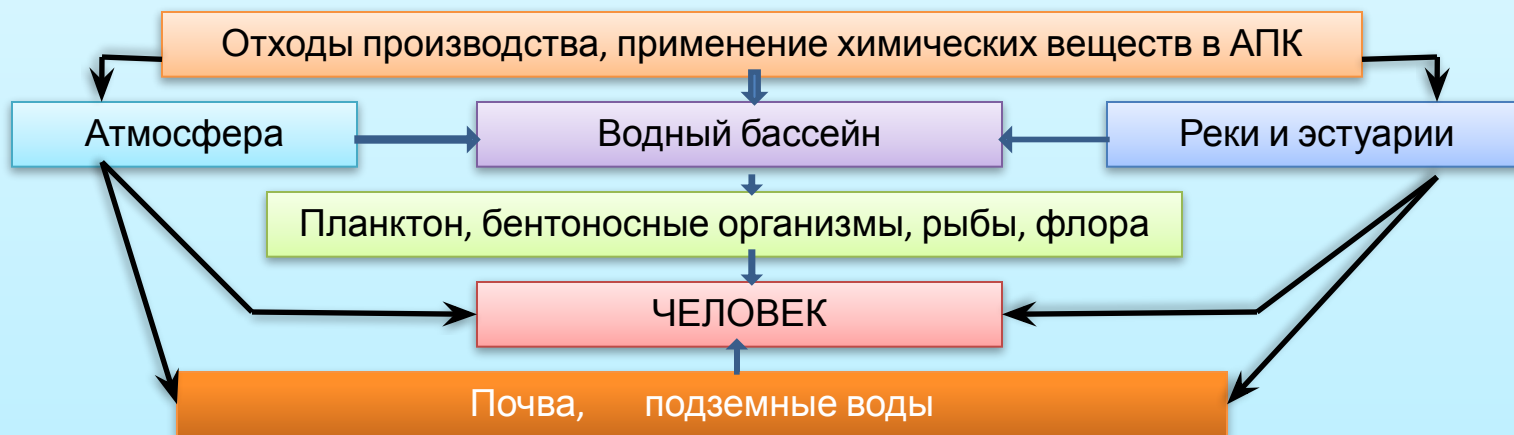 Отходы производства, применение химических веществ в АПК
Атмосфера
Водный бассейн
Реки и эстуарии
Планктон, бентоносные организмы, рыбы, флора
ЧЕЛОВЕК
Почва, подземные воды